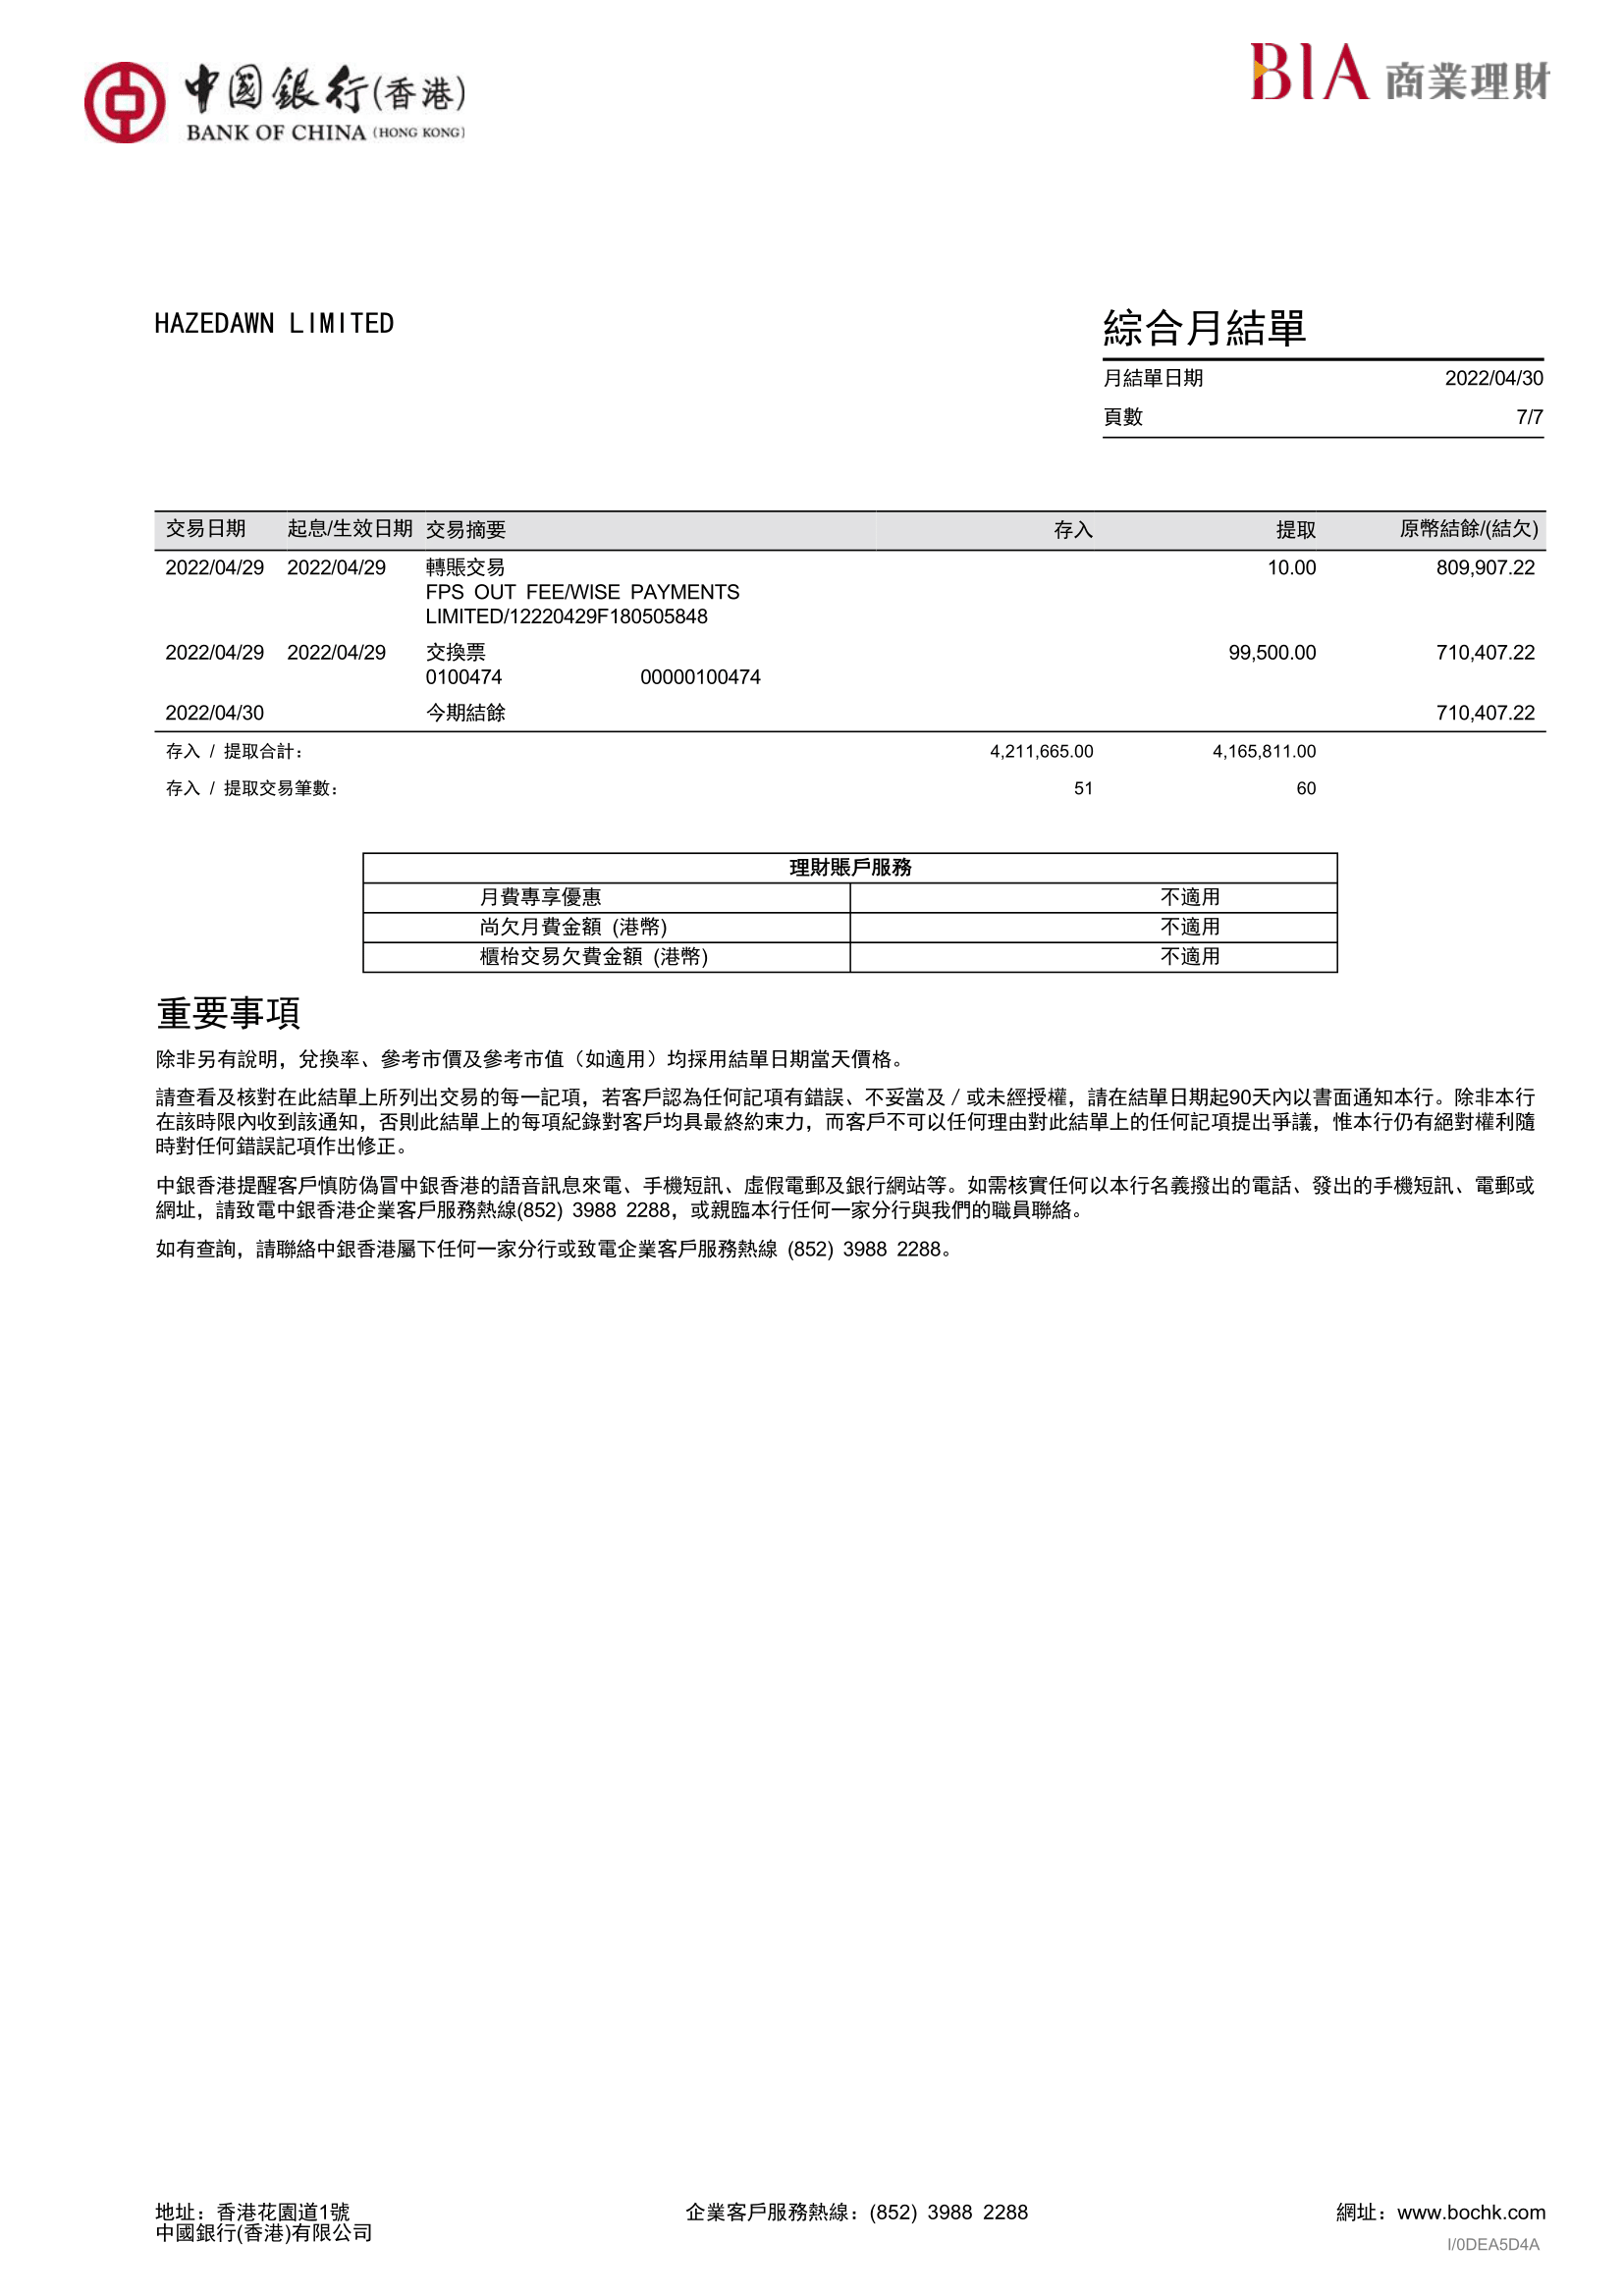 中國銀行(香港)
BANK OF CHINA (HONG KONG)
BIA 商業理財
HAZEDAWN LIMITED
綜合月結單
月結單日期 2022/04/30
頁數 7/7
交易日期 起息/生效日期 交易摘要 存入 提取 原幣結餘/(結欠)
2022/04/29 2022/04/29 轉賬交易 10.00 809,907.22
FPS OUT FEE/WISE PAYMENTS
LIMITED/12220429F180505848
2022/04/29 2022/04/29 交換票 99,500.00 710,407.22
0100474 00000100474
2022/04/30 今期結餘 710,407.22
存入 / 提取合計： 4,211,665.00 4,165,811.00
存入 / 提取交易筆數： 51 60
理財賬戶服務
月費專享優惠 不適用
尚欠月費金額 (港幣) 不適用
櫃枱交易欠費金額 (港幣) 不適用
重要事項
除非另有說明，兌換率、參考市價及參考市值（如適用）均採用結單日期當天價格。
請查看及核對在此結單上所列出交易的每一記項，若客戶認為任何記項有錯誤、不妥當及 / 或未經授權，請在結單日期起90天內以書面通知本行。除非本行
在該時限內收到該通知，否則此結單上的每項紀錄對客戶均具最終約束力，而客戶不可以任何理由對此結單上的任何記項提出爭議，惟本行仍有絕對權利隨
時對任何錯誤記項作出修正。
中銀香港提醒客戶慎防偽冒中銀香港的語音訊息來電、手機短訊、虛假電郵及銀行網站等。如需核實任何以本行名義撥出的電話、發出的手機短訊、電郵或
網址，請致電中銀香港企業客戶服務熱線(852) 3988 2288，或親臨本行任何一家分行與我們的職員聯絡。
如有查詢，請聯絡中銀香港屬下任何一家分行或致電企業客戶服務熱線 (852) 3988 2288。
地址：香港花園道1號 企業客戶服務熱線：(852) 3988 2288 網址：www.bochk.com
中國銀行(香港)有限公司
I/0DEA5D4A